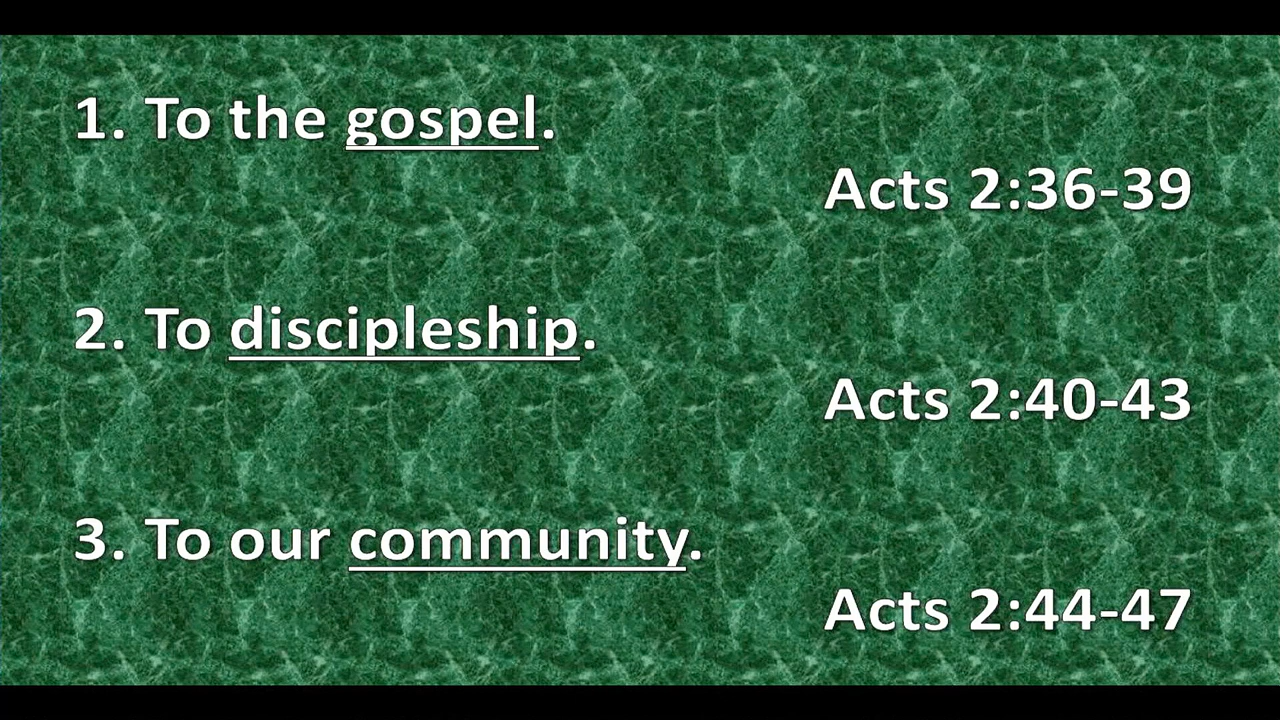 1. To the gospel.
Acts 2:36-39
2. To discipleship.
Acts 2:40-43
3. To our community.
Acts 2:44-47